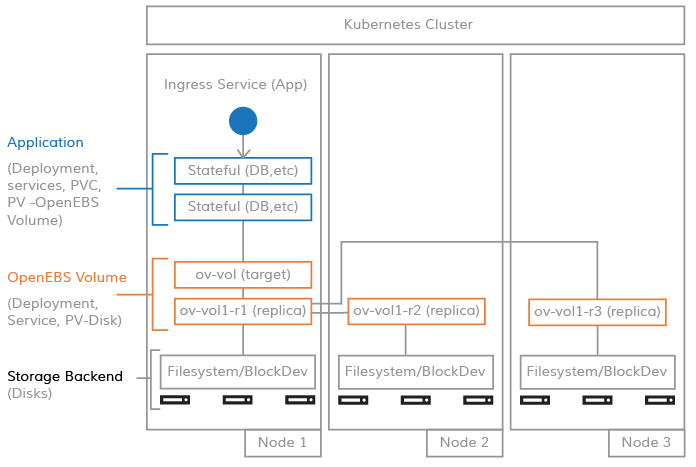 Kubernetes Cluster
Ingress Service (App)
Application
(Deployment,
services, PVC,
PV -OpenEBS
Volume)
Stateful (DB,etc)
Stateful (DB,etc)
OpenEBS Volume
(Deployment,
Service, PV-Disk)
ov-vol (target)
ov-vol1-r1 (replica)
ov-vol1-r2 (replica)
ov-vol1-r3 (replica)
Storage Backend
(Disks)
Filesystem/BlockDev
Filesystem/BlockDev
Filesystem/BlockDev
Node 1
Node 2
Node 3